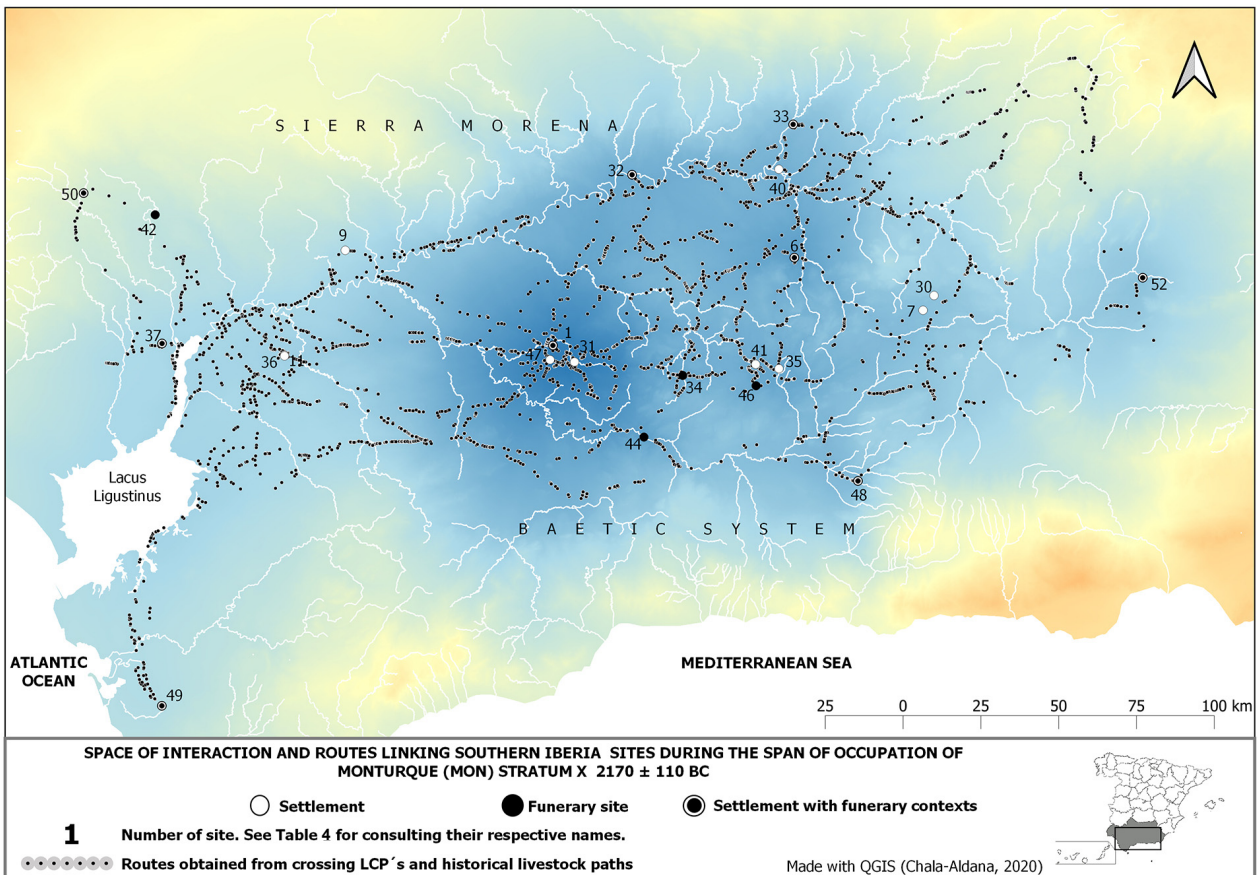 SIERRA MORENA
33
32
40
50
42
9
6
30
7
52
37
1
47
31
36
11
41
35
34
46
44
48
Lacus
Ligustinus
BAETIC SYSTEM
ATLANTIC
OCEAN
MEDITERRANEAN SEA
49
25 0 25 50 75 100 km
SPACE OF INTERACTION AND ROUTES LINKING SOUTHERN IBERIA SITES DURING THE SPAN OF OCCUPATION OF
MONTURQUE (MON) STRATUM X 2170 ± 110 BC
Settlement
Funerary site
Settlement with funerary contexts
1 Number of site. See Table 4 for consulting their respective names.
Routes obtained from crossing LCP´s and historical livestock paths
Made with QGIS (Chala-Aldana, 2020)